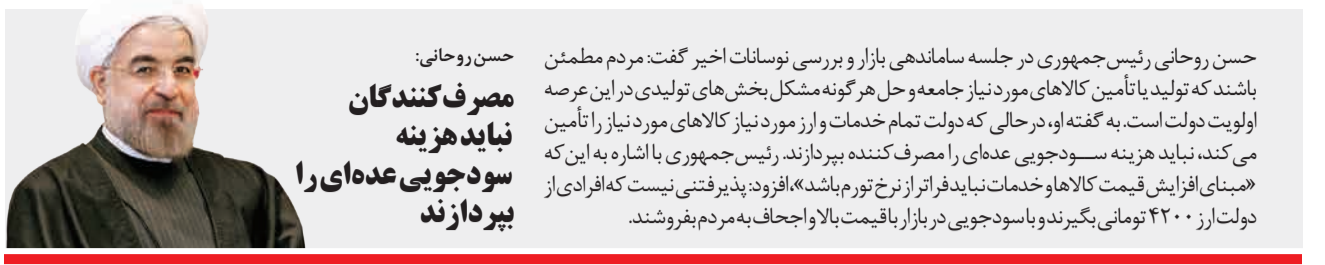 حسن روحانی:
مصرف‌کنندگان
نباید هزینه
سودجویی عده‌ای را
بپردازند
حسن روحانی رئیس‌جمهوری در جلسه ساماندهی بازار و بررسی نوسانات اخیر گفت: مردم مطمئن
باشند که تولید یا تأمین کالاهای مورد نیاز جامعه و حل هر گونه مشکل بخش‌های تولیدی در این عرصه
اولویت دولت است. به گفته او، در حالی که دولت تمام خدمات و ارز مورد نیاز کالاهای مورد نیاز را تأمین
می‌کند، نباید هزینه ســودجویی عده‌ای را مصرف‌کننده بپردازند. رئیس‌جمهوری با اشاره به این که
«مبنای افزایش قیمت کالاها و خدمات نباید فراتر از نرخ تورم باشد»، افزود: پذیرفتنی نیست که افرادی از
دولت ارز ۴۲۰۰ تومانی بگیرند و با سودجویی در بازار با قیمت بالا و اجحاف به مردم بفروشند.